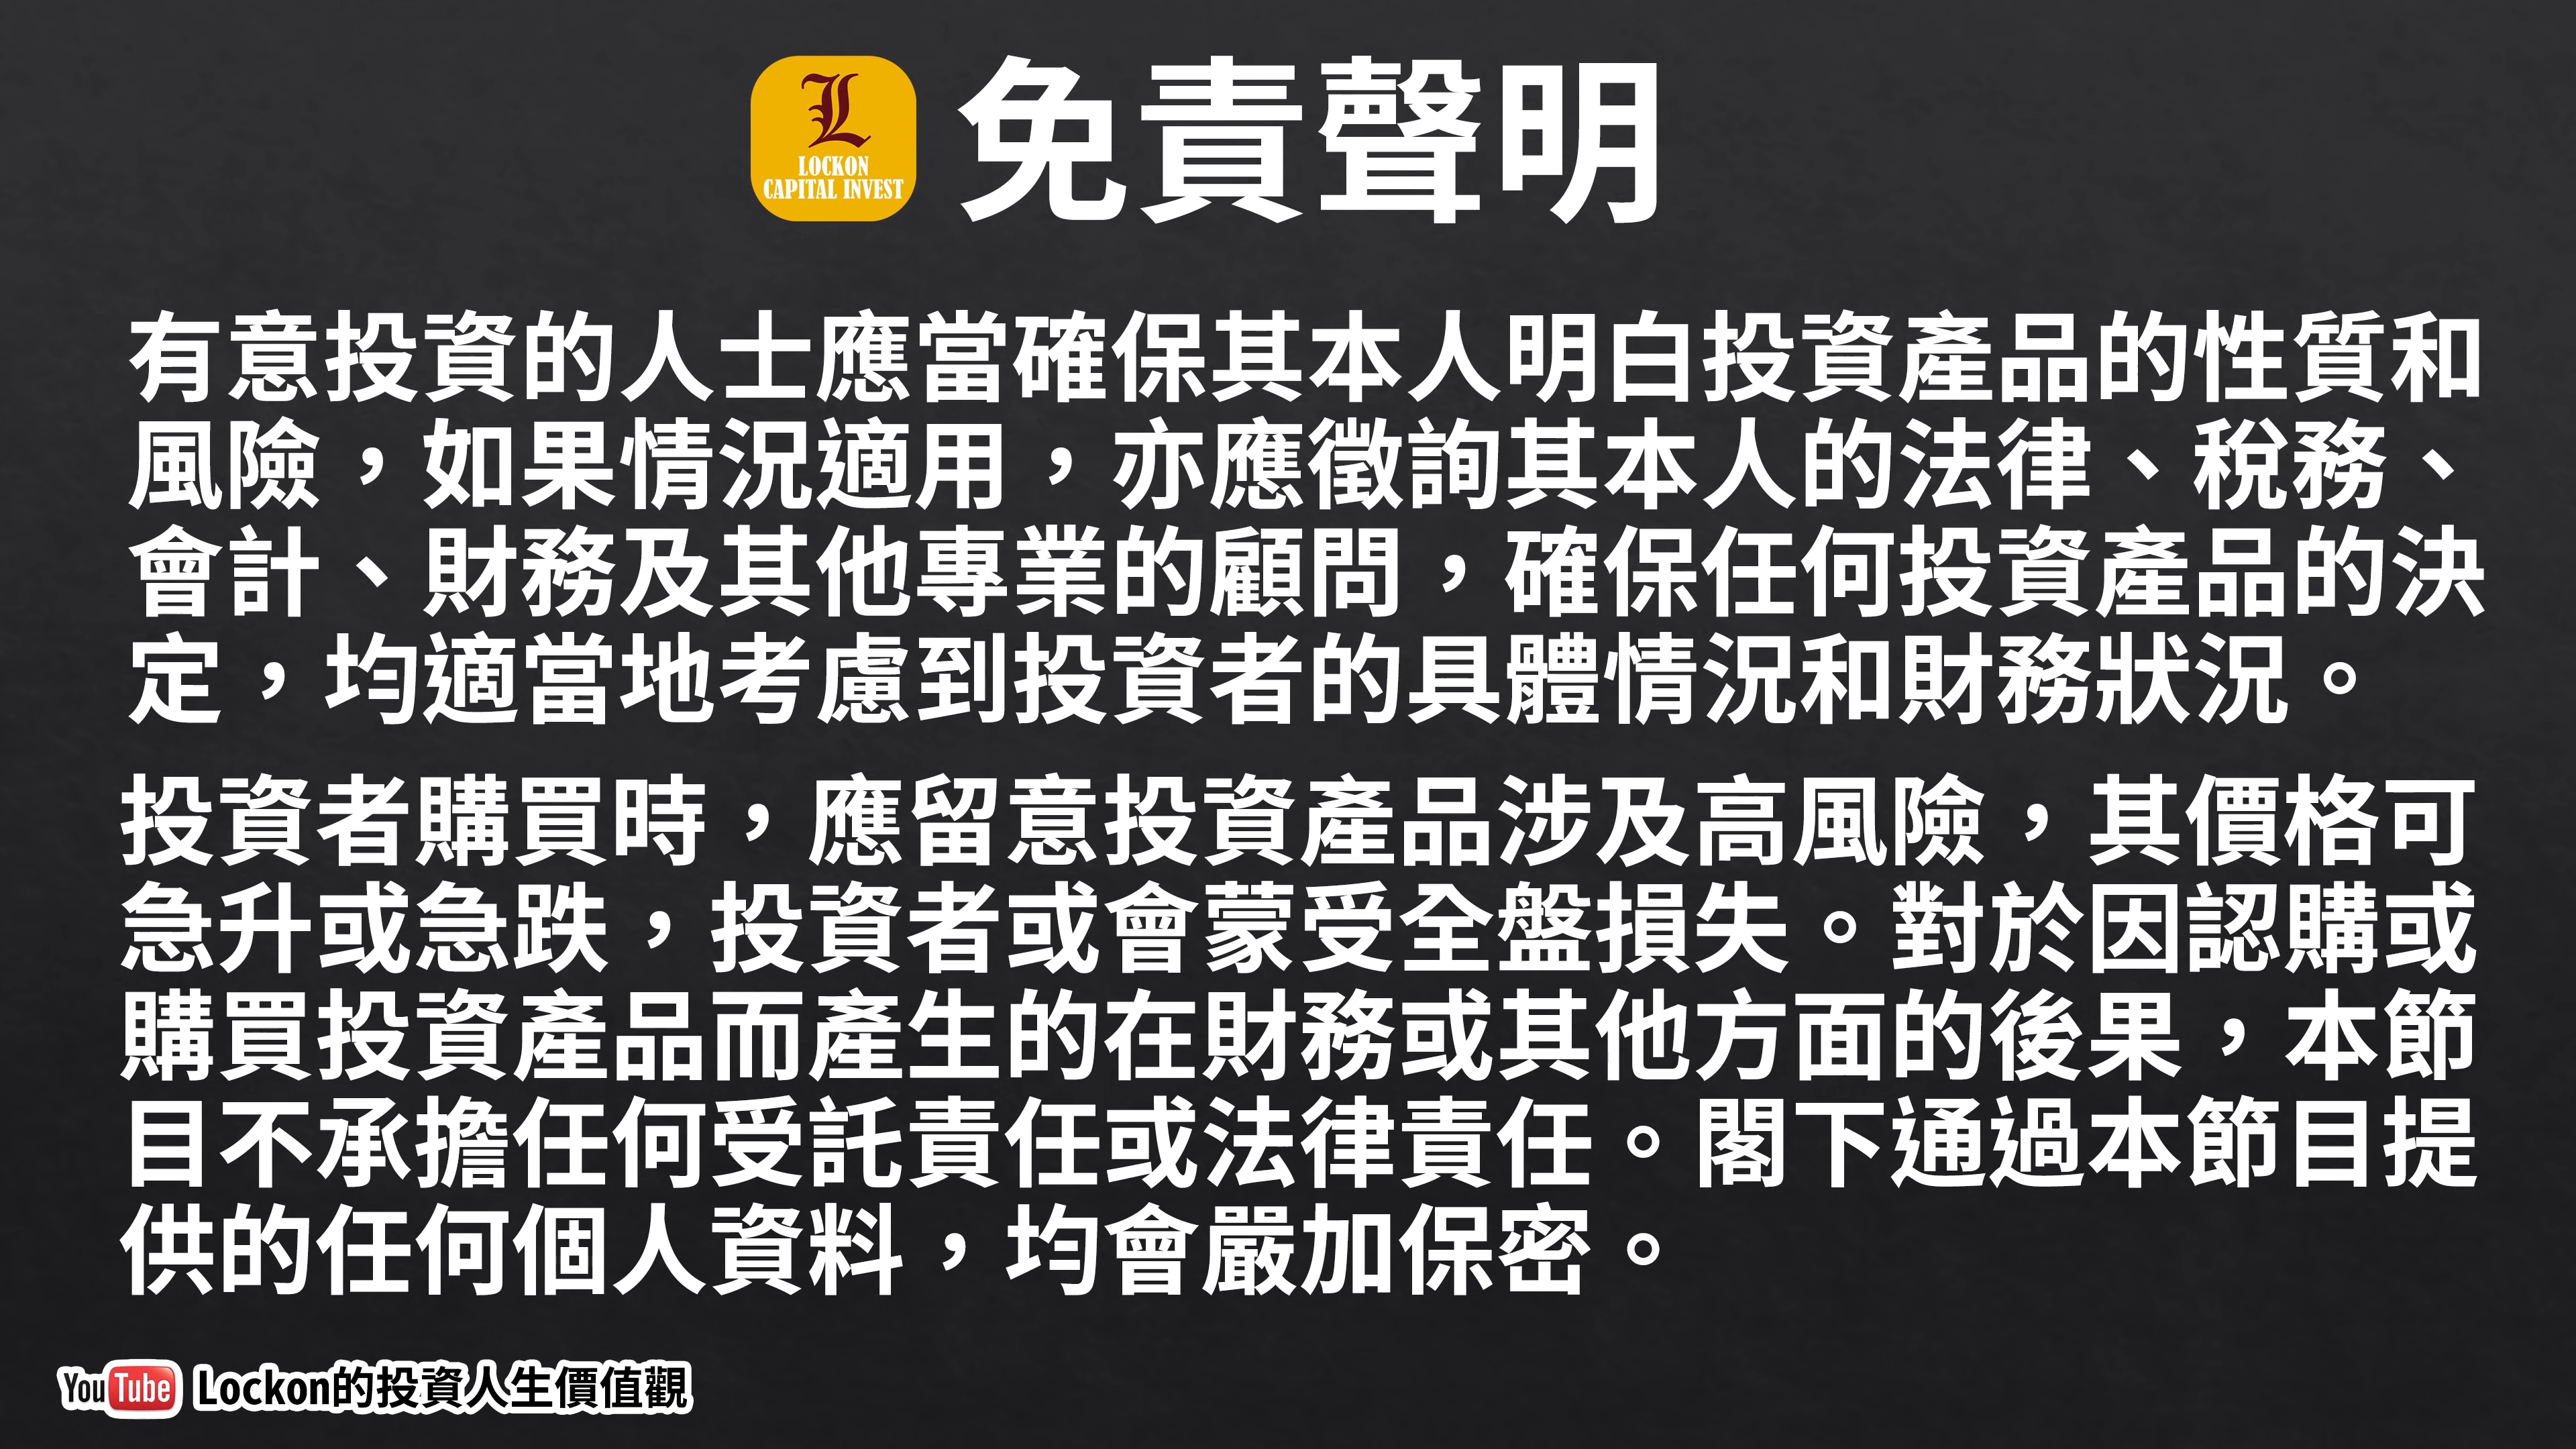 LOCKON
CAPITAL INVEST
免責聲明
有意投資的人士應當確保其本人明白投資產品的性質和
風險，如果情況適用，亦應徵詢其本人的法律、稅務、
會計、財務及其他專業的顧問，確保任何投資產品的決
定，均適當地考慮到投資者的具體情況和財務狀況。
投資者購買時，應留意投資產品涉及高風險，其價格可
急升或急跌，投資者或會蒙受全盤損失。對於因認購或
購買投資產品而產生的在財務或其他方面的後果，本節
目不承擔任何受託責任或法律責任。閣下通過本節目提
供的任何個人資料，均會嚴加保密。
YouTube Lockon的投資人生價值觀